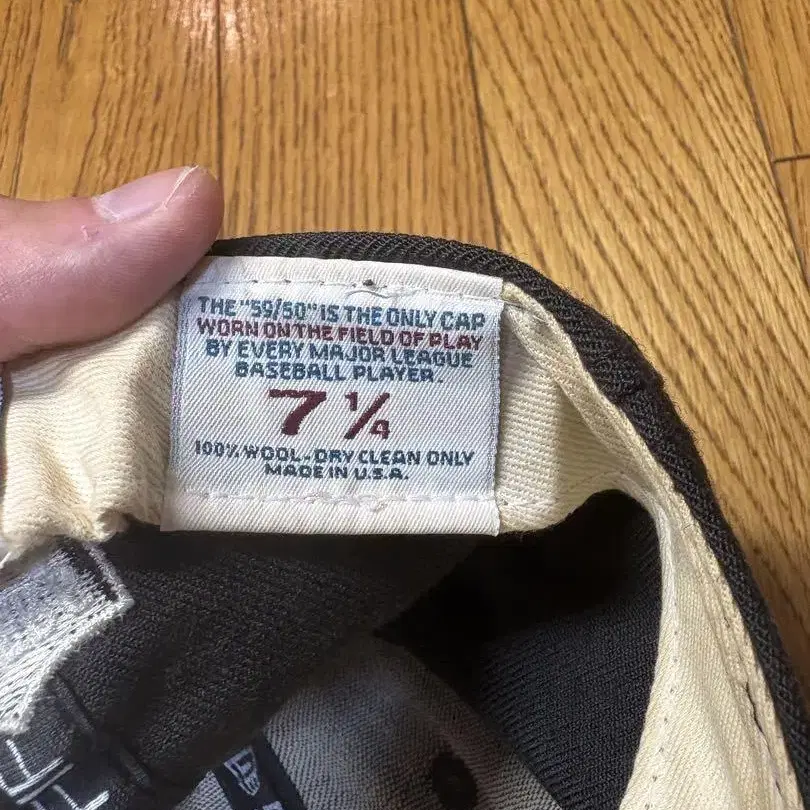 THE "59/50" IS THE ONLY CAP
WORN ON THE FIELD OF PLAY
BY EVERY MAJOR LEAGUE
BASEBALL PLAYER.
7 1/4
100% WOOL-DRY CLEAN ONLY
MADE IN U.S.A.